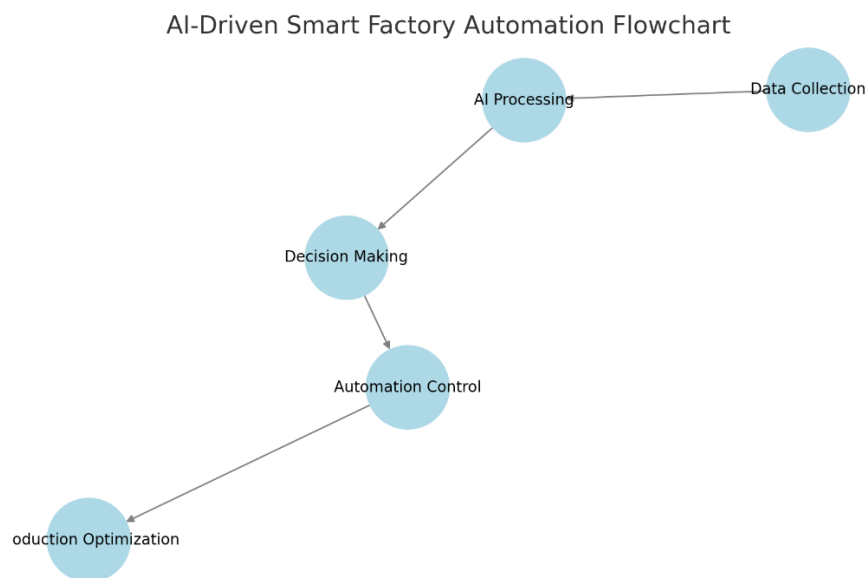 AI-Driven Smart Factory Automation Flowchart
Data Collection
AI Processing
Decision Making
Automation Control
oduction Optimization